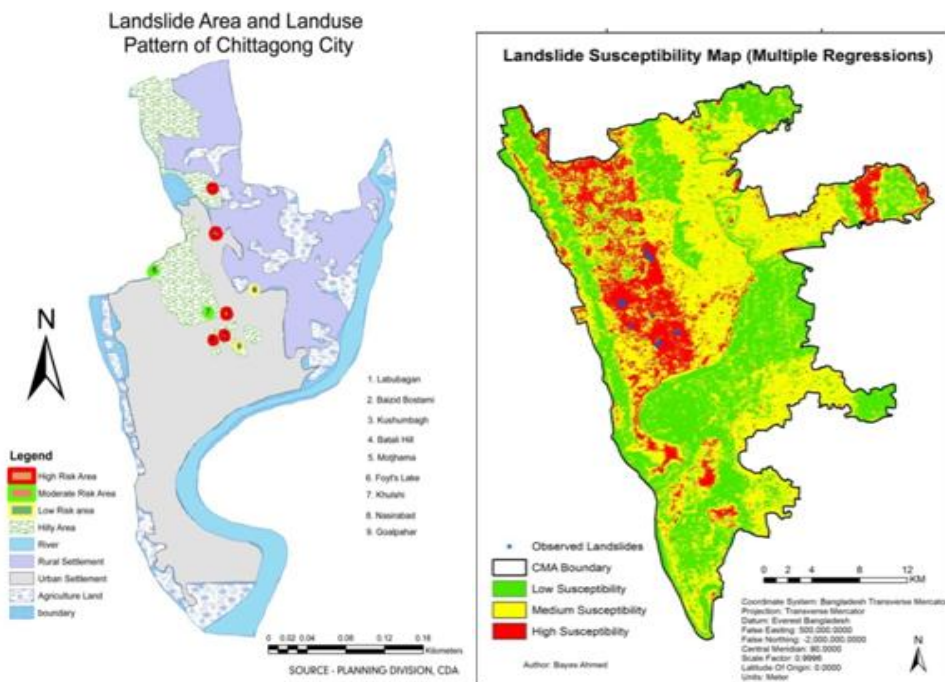 Landslide Area and Landuse
Pattern of Chittagong City
N
1. Labubagan
2. Baizid Bostami
3. Kushumbagh
4. Batali Hill
5. Motjharna
6. Foyt's Lake
7. Khulshi
8. Nasirabad
9. Goalpahar
Legend
High Risk Area
Moderate Risk Area
Low Risk area
Hilly Area
River
Rural Settlement
Urban Settlement
Agriculture Land
boundary
0 0.02 0.04 0.08 0.12 0.16
Kilometers
SOURCE - PLANNING DIVISION, CDA.
Landslide Susceptibility Map (Multiple Regressions)
Observed Landslides
CMA Boundary
Low Susceptibility
Medium Susceptibility
High Susceptibility
0 2 4 8 12
KM
Coordinate System: Bangladesh Transverse Mercator
Projection: Transverse Mercator
Datum: Everest Bangladesh
False Easting: 500,000.0000
False Northing: -2,000,000.0000
Central Meridian: 90.0000
Scale Factor: 0.9996
Latitude Of Origin: 0.0000
Units: Meter
N
Author: Bayes Ahmed